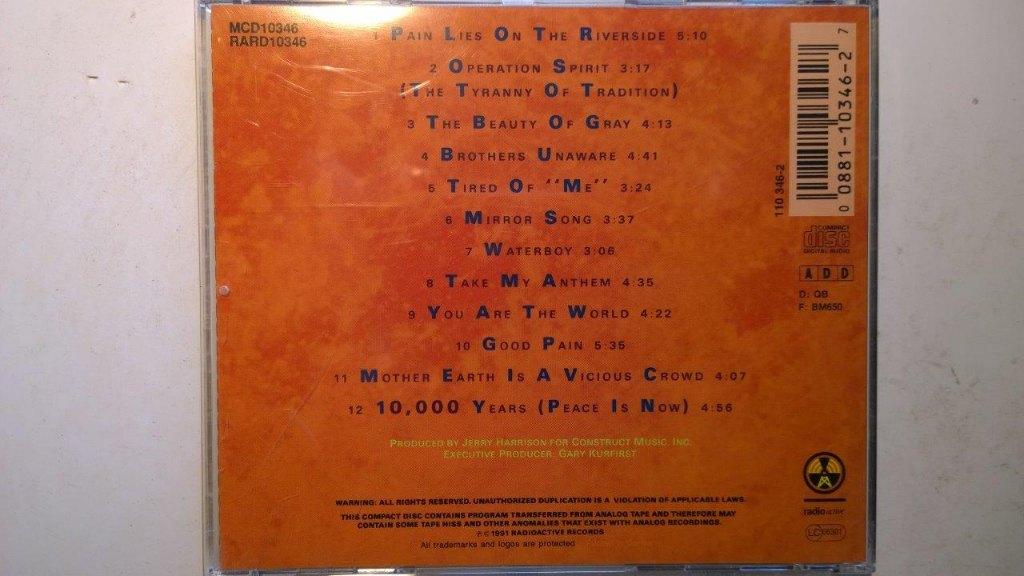 MCD10346
RARD10346
1 PAIN LIES ON THE RIVERSIDE 5:10
2 OPERATION SPIRIT 3:17
(THE TYRANNY OF TRADITION)
3 THE BEAUTY OF GRAY 4:13
4 BROTHERS UNAWARE 4:41
5 TIRED OF "ME" 3:24
6 MIRROR SONG 3:37
7 WATERBOY 3:06
8 TAKE MY ANTHEM 4:35
9 YOU ARE THE WORLD 4:22
10 GOOD PAIN 5:35
11 MOTHER EARTH IS A VICIOUS CROWD 4:07
12 10,000 YEARS (PEACE IS NOW) 4:56
PRODUCED BY JERRY HARRISON FOR CONSTRUCT MUSIC, INC.
EXECUTIVE PRODUCER: GARY KURFIRST
WARNING: ALL RIGHTS RESERVED. UNAUTHORIZED DUPLICATION IS A VIOLATION OF APPLICABLE LAWS.
THIS COMPACT DISC CONTAINS PROGRAM TRANSFERRED FROM ANALOG TAPE AND THEREFORE MAY
CONTAIN SOME TAPE HISS AND OTHER ANOMALIES THAT EXIST WITH ANALOG RECORDINGS.
℗ © 1991 RADIOACTIVE RECORDS
All trademarks and logos are protected
0 0881-10346-2 7
110 346-2
COMPACT
disc
DIGITAL AUDIO
ADD
D: QB
F: BM650
radioactive